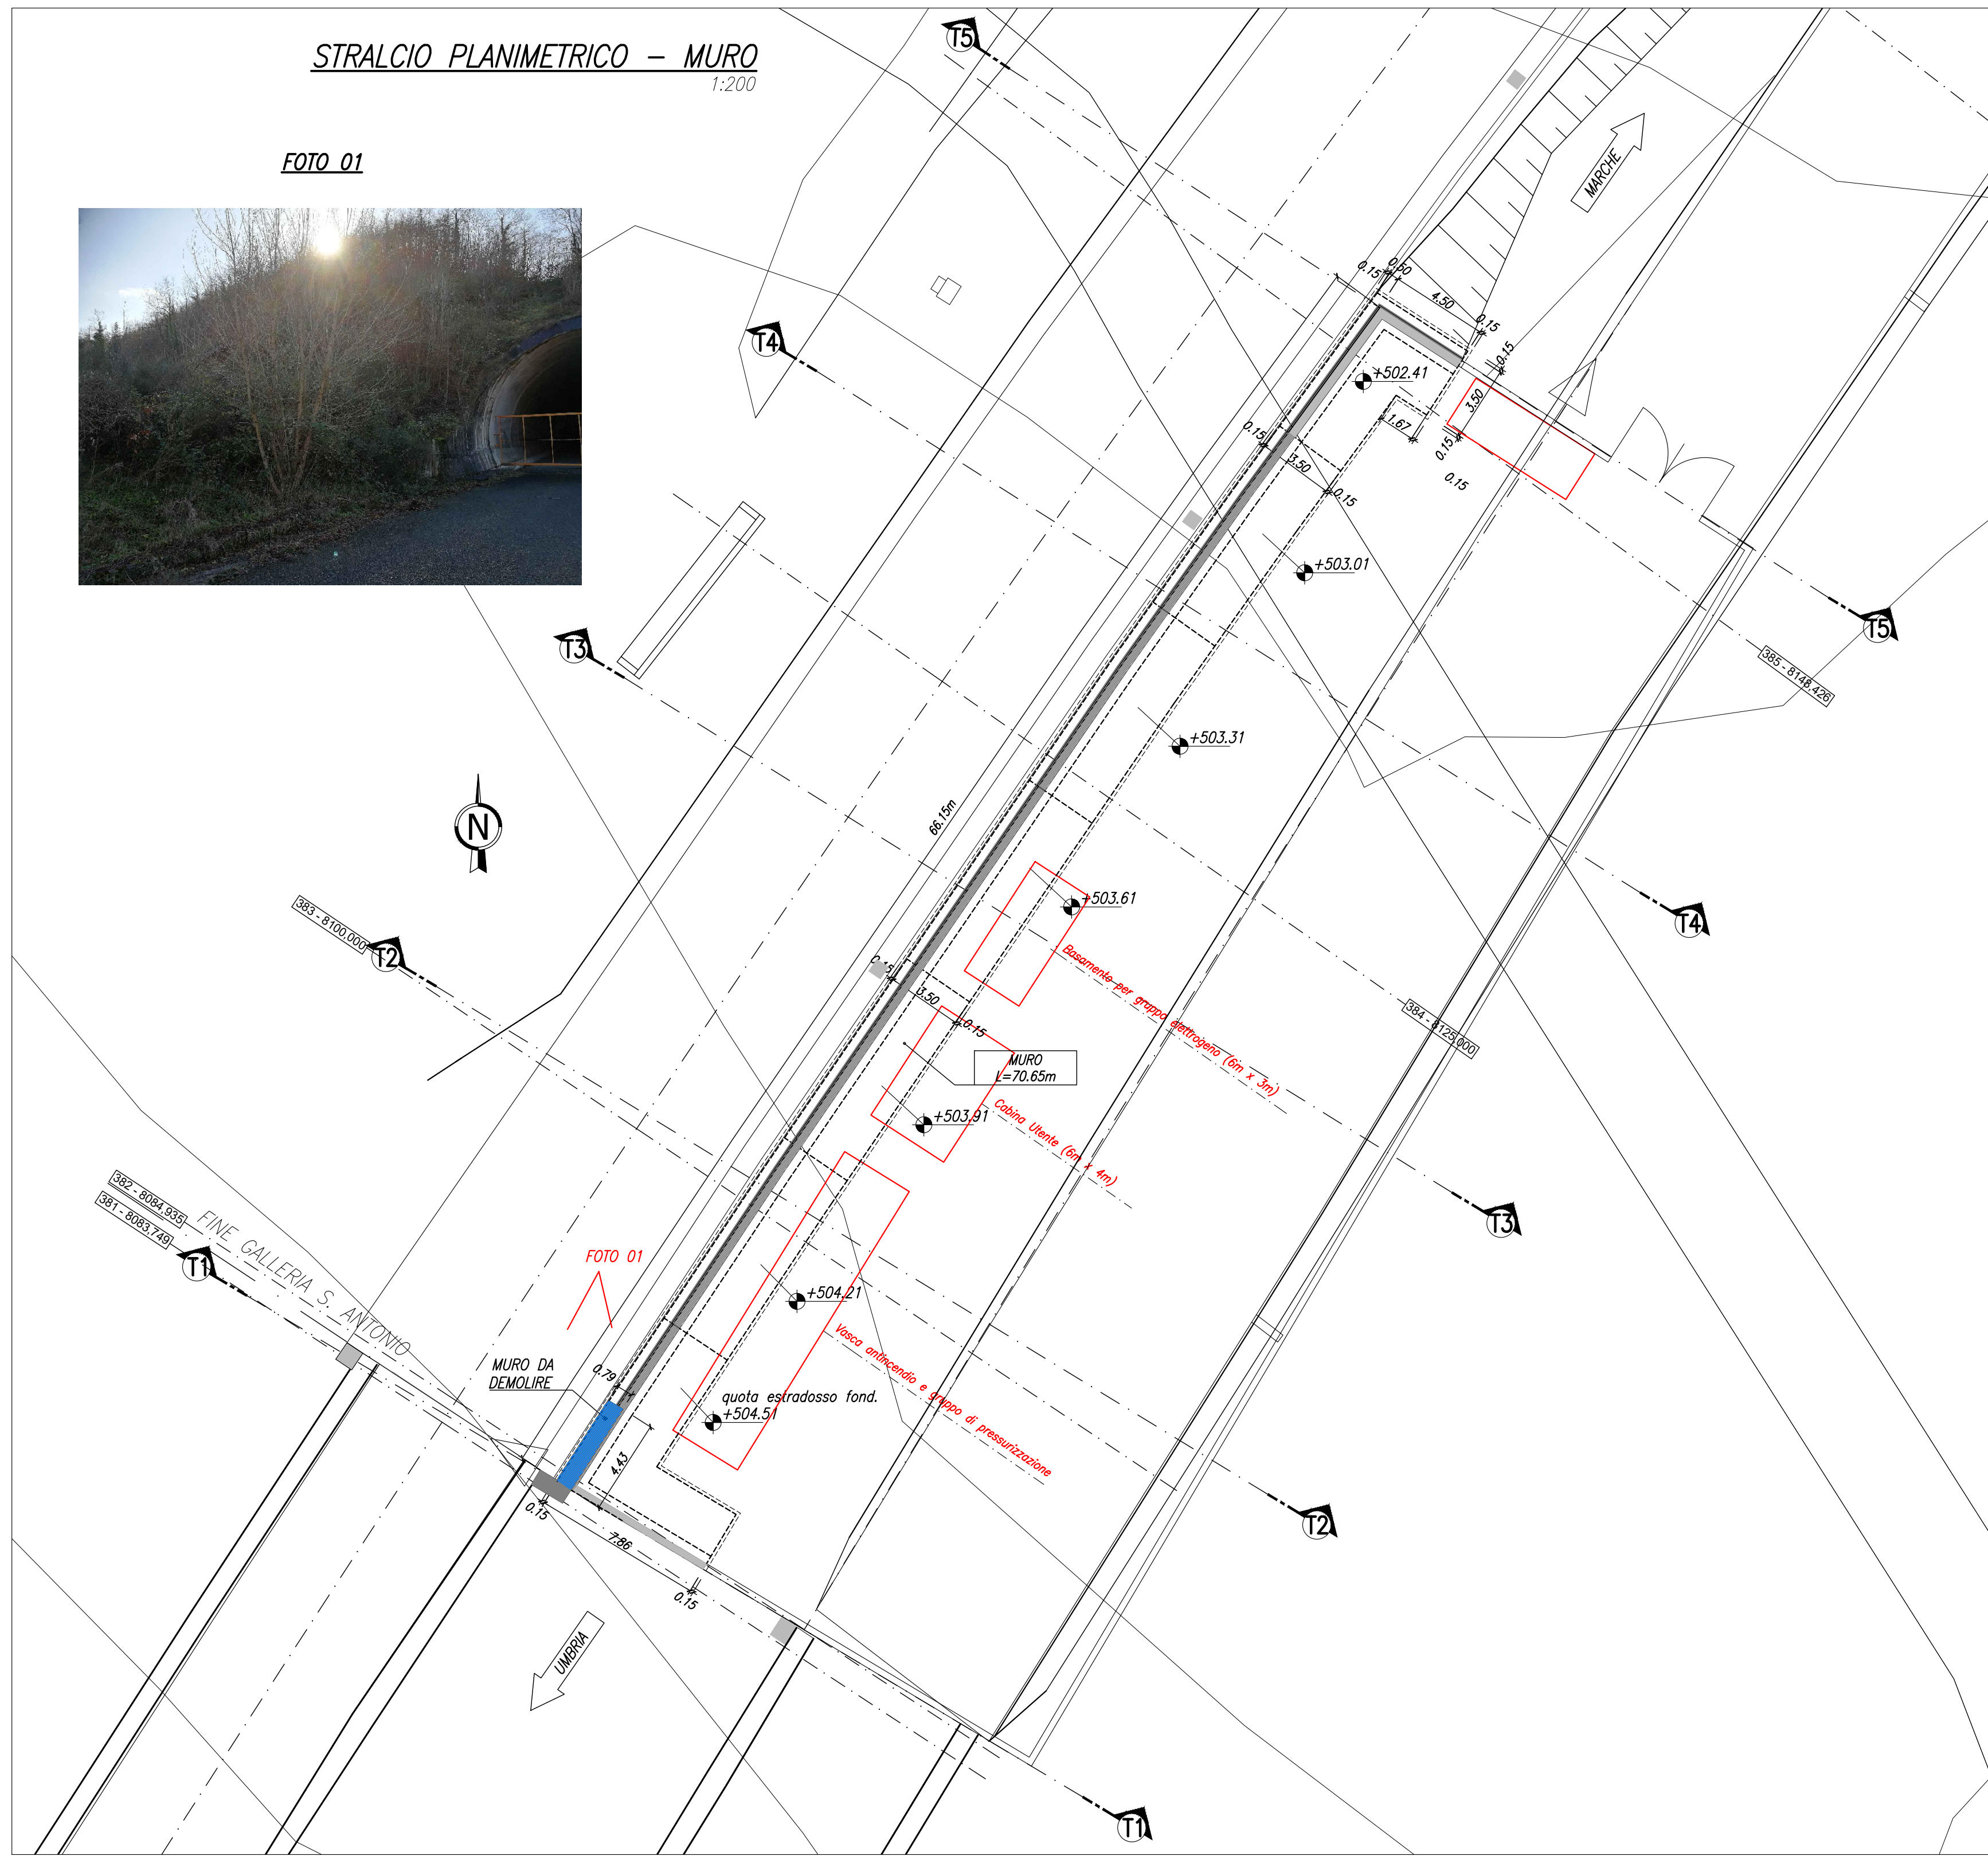 STRALCIO PLANIMETRICO – MURO
1:200
FOTO 01
T5
MARCHE
0.15
0.50
4.50
0.15
T4
+502.41
0.15
3.50
1.67
0.15
0.15
0.15
3.50
0.15
+503.01
T5
T3
385 - 8148,426
+503.31
66.15m
N
+503.61
T4
383 - 8100,000
T2
Basamento per gruppo elettrogeno (6m x 3m)
0.15
3.50
0.15
384 - 8125,000
MURO
L=70.65m
+503.91
Cabina Utente (6m x 4m)
382 - 8084,935
381 - 8083,749
FINE GALLERIA S. ANTONIO
T1
T3
FOTO 01
+504.21
Vasca antincendio e gruppo di pressurizzazione
MURO DA
DEMOLIRE
0.79
quota estradosso fond.
+504.51
4.43
0.15
7.86
0.15
T2
UMBRIA
T1